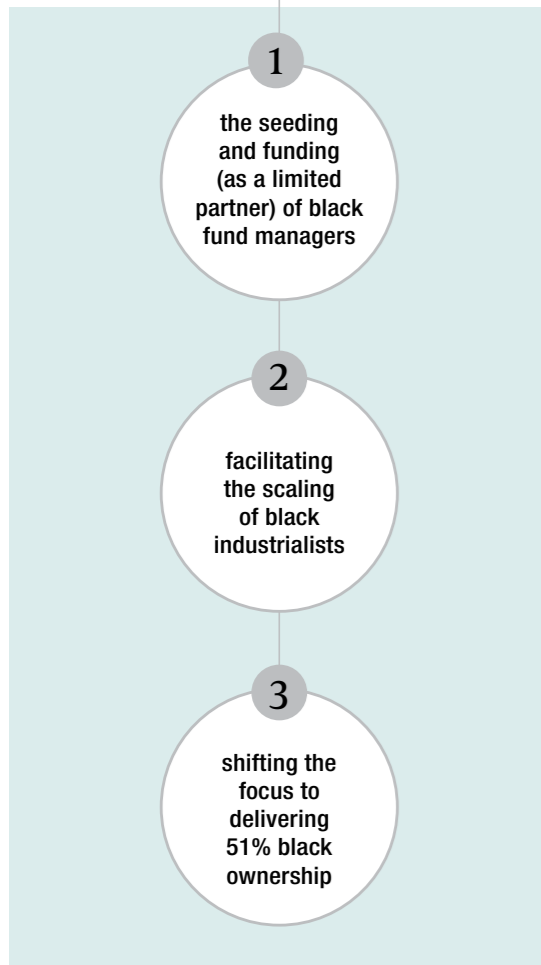 1
the seeding
and funding
(as a limited
partner) of black
fund managers
2
facilitating
the scaling
of black
industrialists
3
shifting the
focus to
delivering
51% black
ownership